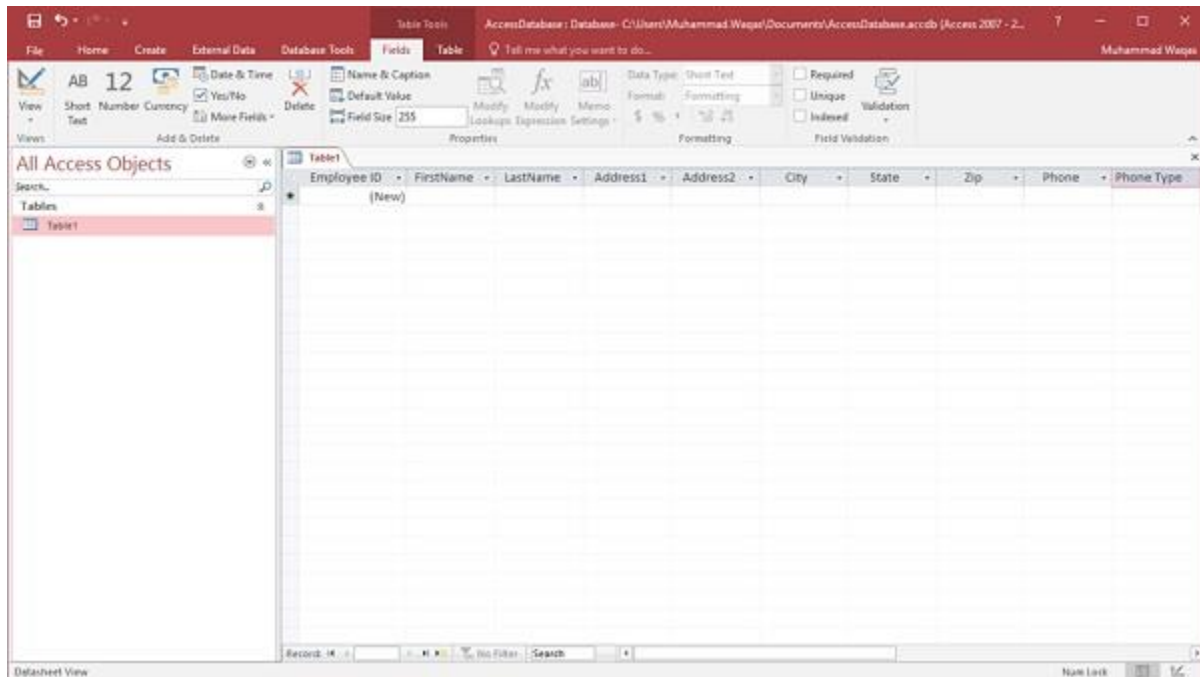 Table Tools
AccessDatabase : Database- C:\Users\Muhammad.Waqas\Documents\AccessDatabase.accdb (Access 2007 - 2...
?
File Home Create External Data Database Tools Fields Table Tell me what you want to do... Muhammad Waqas
View
Views
AB
Short Text
12
Number
Currency
Date & Time
Yes/No
More Fields
Delete
Add & Delete
Name & Caption
Default Value
Field Size 255
Modify Lookups
fx
Modify Expression
ab
Memo Settings
Properties
Data Type: Short Text
Format: Formatting
$ %
Formatting
Required
Unique
Indexed
Validation
Field Validation
All Access Objects
Search...
Tables
Table1
Table1
Employee ID FirstName LastName Address1 Address2 City State Zip Phone Phone Type
(New)
Record: No Filter Search
Datasheet View
Num Lock